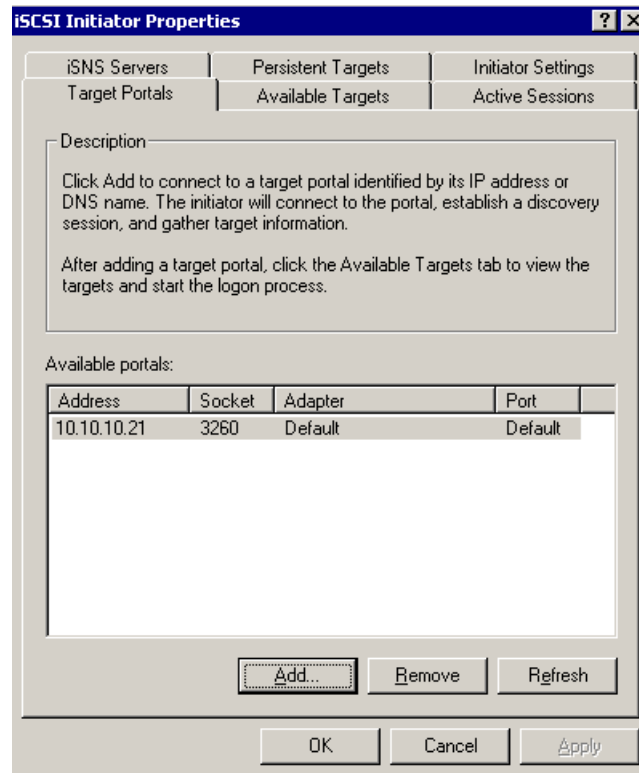 iSCSI Initiator Properties
iSNS Servers Persistent Targets Initiator Settings
Target Portals Available Targets Active Sessions
Description
Click Add to connect to a target portal identified by its IP address or
DNS name. The initiator will connect to the portal, establish a discovery
session, and gather target information.
After adding a target portal, click the Available Targets tab to view the
targets and start the logon process.
Available portals:
Address Socket Adapter Port
10.10.10.21 3260 Default Default
Add... Remove Refresh
OK Cancel Apply